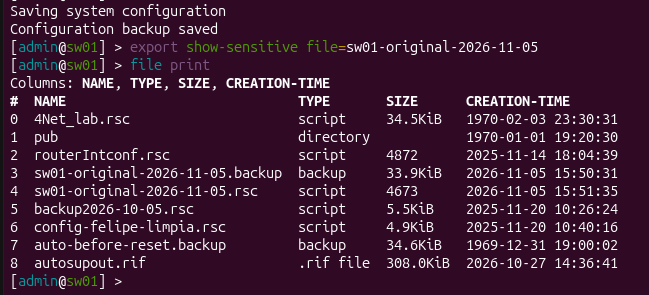 Saving system configuration
Configuration backup saved
[admin@sw01] > export show-sensitive file=sw01-original-2026-11-05
[admin@sw01] > file print
Columns: NAME, TYPE, SIZE, CREATION-TIME
#  NAME                           TYPE       SIZE      CREATION-TIME
0  4Net_lab.rsc                   script     34.5KiB   1970-02-03 23:30:31
1  pub                            directory            1970-01-01 19:20:30
2  routerIntconf.rsc              script     4872      2025-11-14 18:04:39
3  sw01-original-2026-11-05.backup  backup   33.9KiB   2026-11-05 15:50:31
4  sw01-original-2026-11-05.rsc   script     4673      2026-11-05 15:51:35
5  backup2026-10-05.rsc           script     5.5KiB    2025-11-20 10:26:24
6  config-felipe-limpia.rsc       script     4.9KiB    2025-11-20 10:40:16
7  auto-before-reset.backup       backup     34.6KiB   1969-12-31 19:00:02
8  autosupout.rif                 .rif file  308.0KiB  2026-10-27 14:36:41
[admin@sw01] >